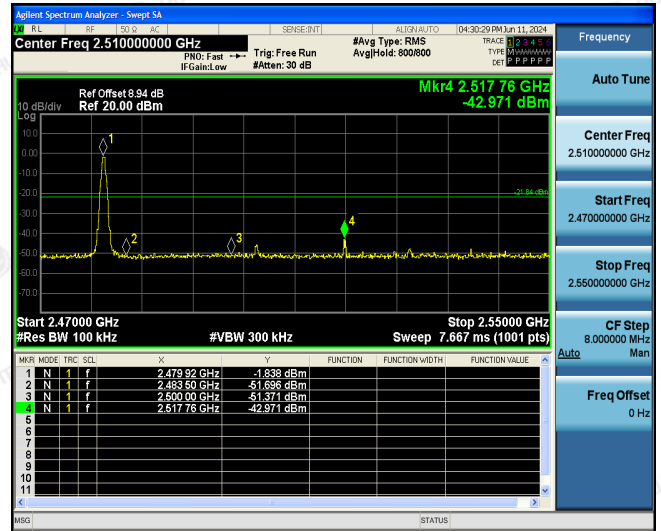 Agilent Spectrum Analyzer - Swept SA
LXI RL RF 50 Ω AC SENSE:INT ALIGN AUTO 04:30:29 PM Jun 11, 2024
Center Freq 2.510000000 GHz
PNO: Fast
IFGain:Low
Trig: Free Run
#Atten: 30 dB
#Avg Type: RMS
Avg|Hold: 800/800
TRACE 1 2 3 4 5 6
TYPE M W W W W W
DET P P P P P P
Frequency
Mkr4 2.517 76 GHz
-42.971 dBm
Ref Offset 8.94 dB
10 dB/div Ref 20.00 dBm
Log
10.0
0.00
-10.0
-20.0
-30.0
-40.0
-50.0
-60.0
-70.0
1
2
3
4
-21.84 dBm
Start 2.47000 GHz Stop 2.55000 GHz
#Res BW 100 kHz #VBW 300 kHz Sweep 7.667 ms (1001 pts)
MKR MODE TRC SCL X Y FUNCTION FUNCTION WIDTH FUNCTION VALUE
1 N 1 f 2.479 92 GHz -1.838 dBm
2 N 1 f 2.483 50 GHz -51.696 dBm
3 N 1 f 2.500 00 GHz -51.371 dBm
4 N 1 f 2.517 76 GHz -42.971 dBm
5
6
7
8
9
10
11
MSG STATUS
Auto Tune
Center Freq
2.510000000 GHz
Start Freq
2.470000000 GHz
Stop Freq
2.550000000 GHz
CF Step
8.000000 MHz
Auto Man
Freq Offset
0 Hz